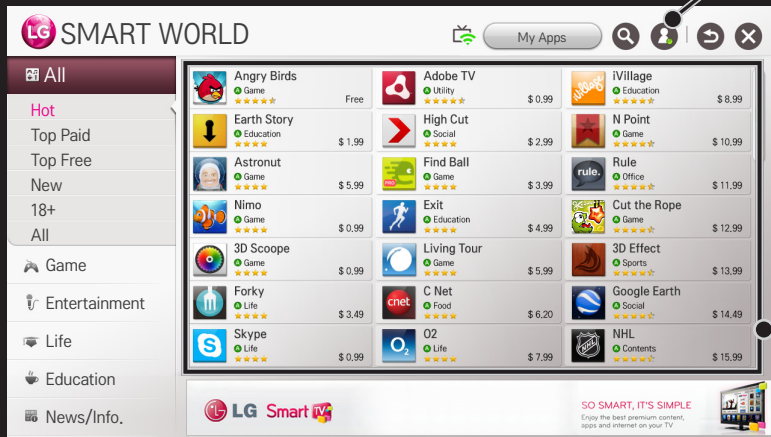 LG SMART WORLD
My Apps
All
Hot
Top Paid
Top Free
New
18+
All
Game
Entertainment
Life
Education
News/Info.
Angry Birds
Game
Free
Adobe TV
Utility
$ 0,99
iVillage
iVillage
Education
$ 8,99
Earth Story
Education
$ 1,99
High Cut
Social
$ 2,99
N Point
Game
$ 10,99
Astronut
Game
$ 5,99
PRO
Find Ball
Game
$ 3,99
rule.
Rule
Office
$ 11,99
Nimo
Game
$ 0,99
Exit
Education
$ 4,99
Cut the Rope
Game
$ 12,99
3D Scoope
Game
$ 0,99
Living Tour
Game
$ 5,99
3D Effect
Sports
$ 13,99
Forky
Life
$ 3,49
cnet
C Net
Food
$ 6,20
Google Earth
Social
$ 14,49
S
Skype
Life
$ 0,99
O2
O2
Life
$ 7,99
NHL
NHL
Contents
$ 15,99
LG Smart TV
SO SMART, IT'S SIMPLE
Enjoy the best premium content,
apps and internet on your TV